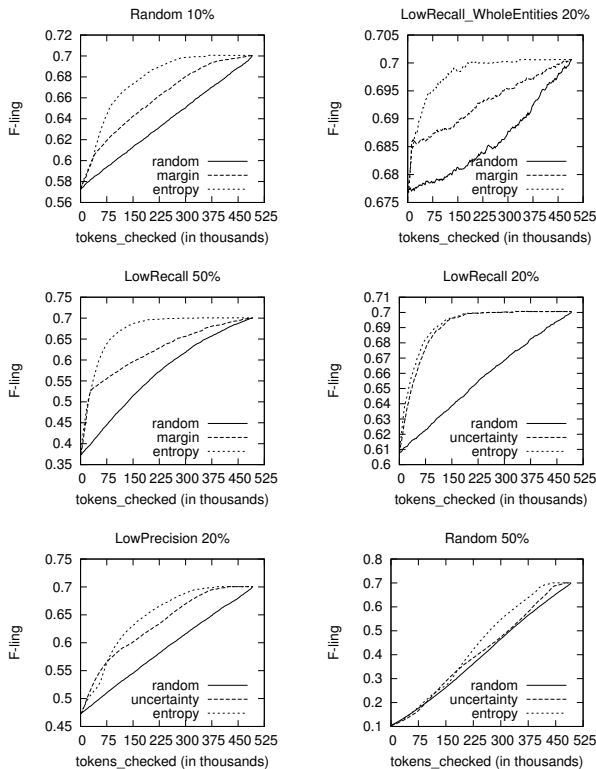 Random 10%
F-ling
0.72
0.7
0.68
0.66
0.64
0.62
0.6
0.58
0.56
random
margin
entropy
0 75 150 225 300 375 450 525
tokens_checked (in thousands)
LowRecall_WholeEntities 20%
F-ling
0.705
0.7
0.695
0.69
0.685
0.68
0.675
random
margin
entropy
0 75 150 225 300 375 450 525
tokens_checked (in thousands)
LowRecall 50%
F-ling
0.75
0.7
0.65
0.6
0.55
0.5
0.45
0.4
0.35
random
margin
entropy
0 75 150 225 300 375 450 525
tokens_checked (in thousands)
LowRecall 20%
F-ling
0.71
0.70
0.69
0.68
0.67
0.66
0.65
0.64
0.63
0.62
0.61
0.6
random
uncertainty
entropy
0 75 150 225 300 375 450 525
tokens_checked (in thousands)
LowPrecision 20%
F-ling
0.75
0.7
0.65
0.6
0.55
0.5
0.45
random
uncertainty
entropy
0 75 150 225 300 375 450 525
tokens_checked (in thousands)
Random 50%
F-ling
0.8
0.7
0.6
0.5
0.4
0.3
0.2
0.1
random
uncertainty
entropy
0 75 150 225 300 375 450 525
tokens_checked (in thousands)